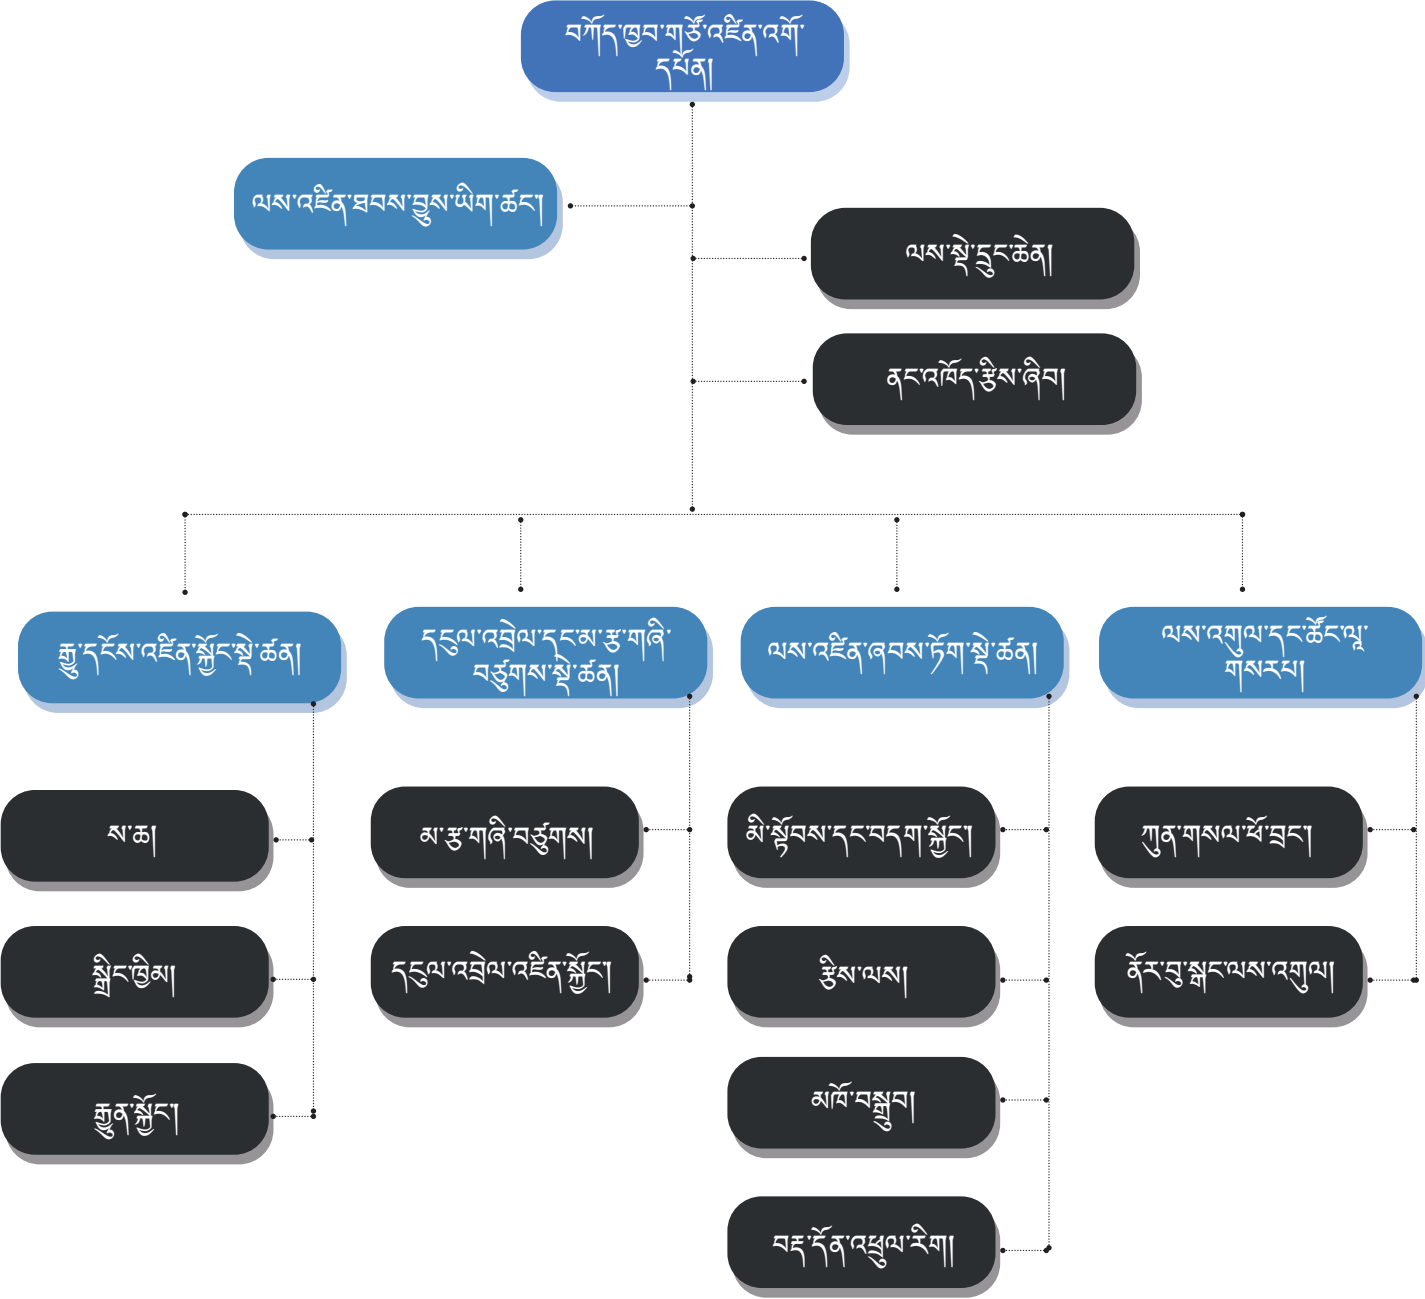 བཀོད་ཁྱབ་གཙོ་འཛིན་འགོ་
དཔོན།
ལས་འཛིན་ཐབས་བྱུས་ཡིག་ཚང་།
ལས་སྡེ་དྲུང་ཆེན།
ནང་འཁོད་རྩིས་ཞིབ།
རྒྱུ་དངོས་འཛིན་སྐྱོང་སྡེ་ཚན།
དངུལ་འབྲེལ་དང་མ་རྩ་གཞི་
བཙུགས་སྡེ་ཚན།
ལས་འཛིན་ཞབས་ཏོག་སྡེ་ཚན།
ལས་འགུལ་དང་ཚོང་ལཱ་
གསརཔ།
ས་ཆ།
མ་རྩ་གཞི་བཙུགས།
མི་སྟོབས་དང་བདག་སྐྱོང་།
ཀུན་གསལ་ཕོ་བྲང་།
སྒྲིང་ཁྱིམ།
དངུལ་འབྲེལ་འཛིན་སྐྱོང་།
རྩིས་ལས།
ནོར་བུ་སྒང་ལས་འགུལ།
རྒྱུན་སྐྱོང་།
མཁོ་བསྒྲུབ།
བརྡ་དོན་འཕྲུལ་རིག།